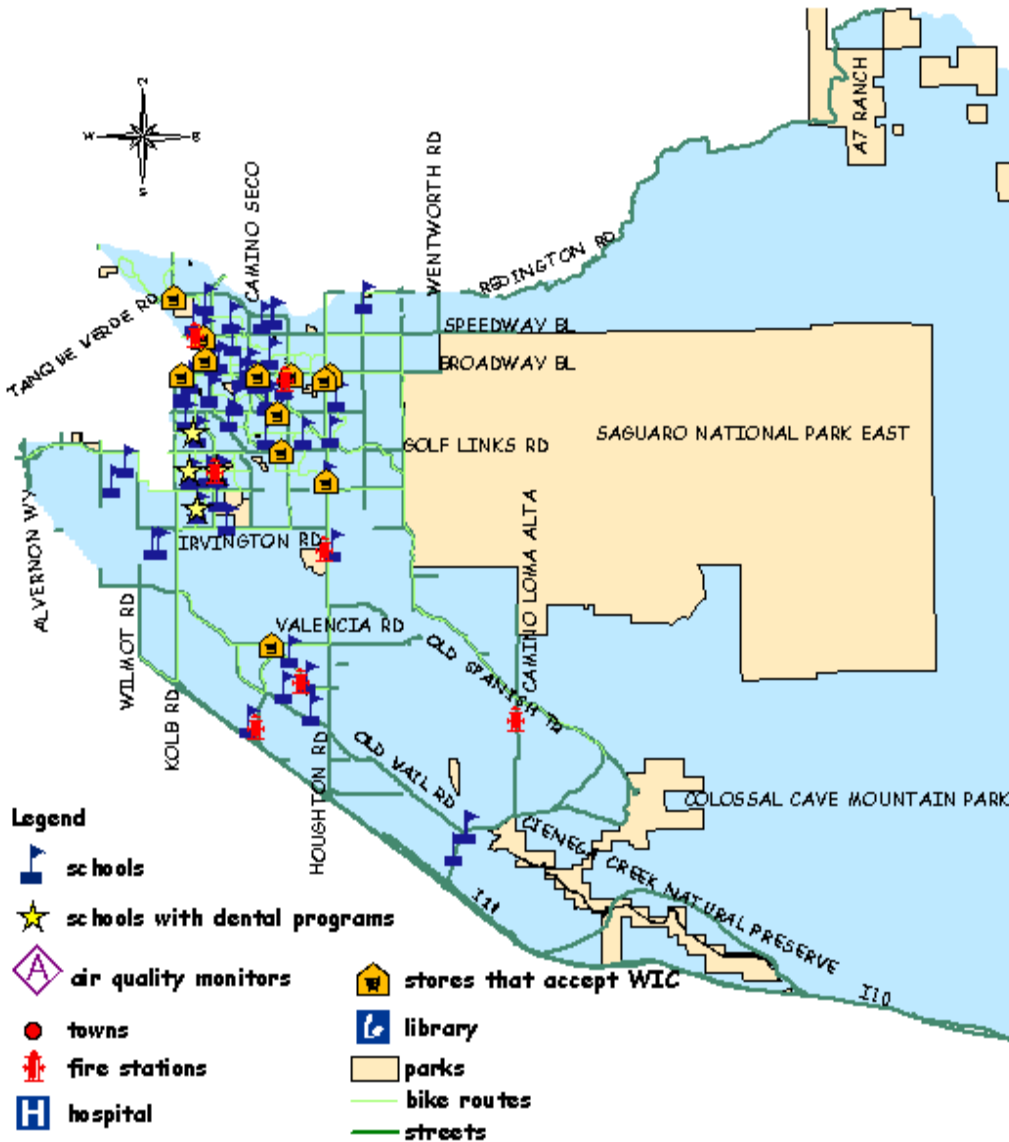 A7 RANCH
W
E
S
CAMINO SECO
WENTWORTH RD
REDINGTON RD
TANQUE VERDE RD
SPEEDWAY BL
BROADWAY BL
GOLF LINKS RD
SAGUARO NATIONAL PARK EAST
ALVERNON WY
IRVINGTON RD
CAMINO LOMA ALTA
WILMOT RD
VALENCIA RD
OLD SPANISH TR
KOLB RD
HOUGHTON RD
OLD VAIL RD
COLOSSAL CAVE MOUNTAIN PARK
CIENEGA CREEK NATURAL PRESERVE
I10
I10
Legend
schools
schools with dental programs
A
air quality monitors
stores that accept WIC
towns
library
fire stations
parks
bike routes
H
hospital
streets